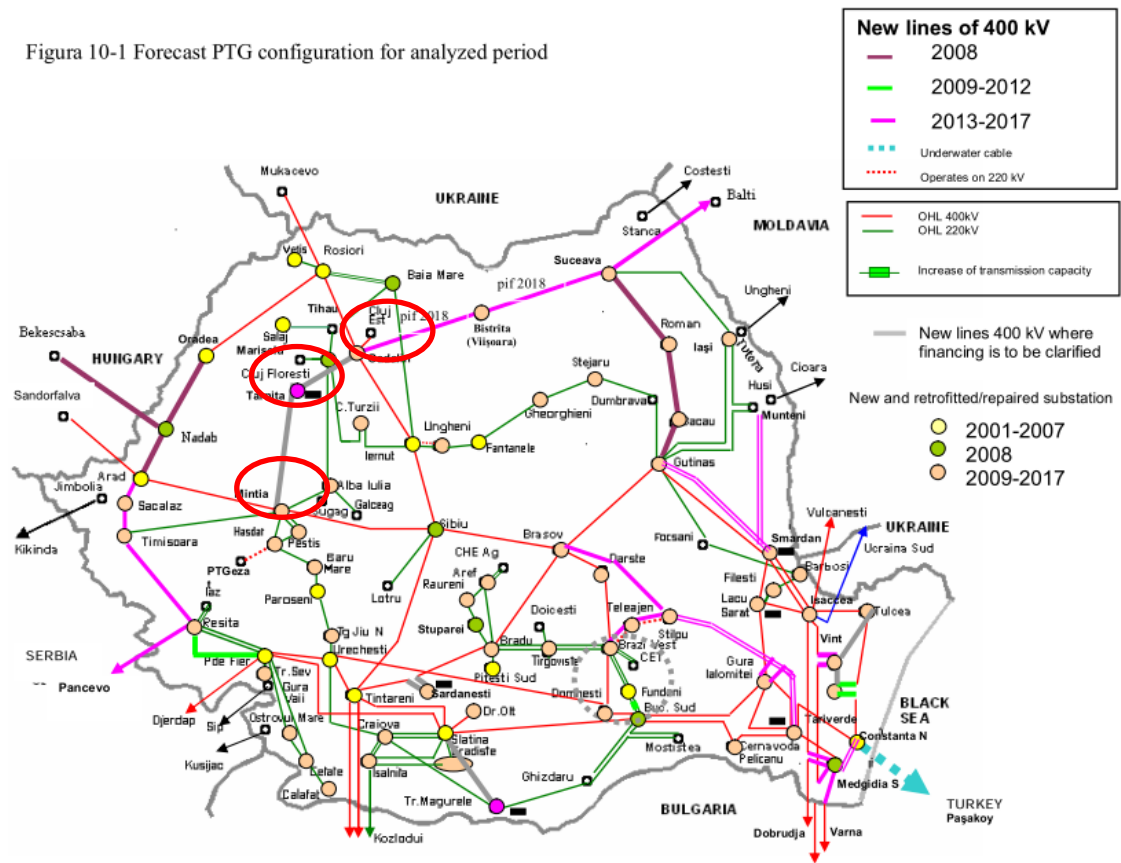 Figura 10-1 Forecast PTG configuration for analyzed period
New lines of 400 kV
2008
2009-2012
2013-2017
Underwater cable
Operates on 220 kV
OHL 400kV
OHL 220kV
Increase of transmission capacity
New lines 400 kV where
financing is to be clarified
New and retrofitted/repaired substation
2001-2007
2008
2009-2017
Mukacevo
UKRAINE
Costesti
Balti
Stanca
MOLDAVIA
Vetis
Rosiori
Suceava
Baia Mare
pif 2018
Ungheni
Tihau
Cluj
Est
pif 2018
Bistrita
(Viişoara)
Roman
Bekescsaba
Salaj
HUNGARY
Oradea
Mariselu
Iaşi
Tutora
Cluj Floresti
Stejaru
Husi
Cioara
Sandorfalva
Tarnita
Dumbrava
Munteni
Gheorghieni
C.Turzii
Bacau
Nadab
Ungheni
Iernut
Fantanele
Gutinas
Arad
Jimbolia
Mintia
Alba Iulia
Sacalaz
Sugag
Galceag
Vulcanesti
UKRAINE
Kikinda
Timisoara
Hasdat
Pestis
Sibiu
Brasov
Focsani
Smardan
Ucraina Sud
CHE Ag
Darste
PTGeza
Baru
Mare
Aref
Raureni
Filesti
Barbosi
Iaz
Paroseni
Lotru
Doicesti
Lacu
Sarat
Isaccea
Tulcea
Resita
Stuparei
Teleajen
Stilpu
Tg Jiu N
Bradu
Vint
SERBIA
Urechesti
Tirgoviste
Brazi Vest
CET
P.de Fier
Pitesti Sud
Gura
Ialomitei
Pancevo
Tr.Sev
Gura
Vaii
Tintareni
Sardanesti
Domnesti
Fundani
BLACK
SEA
Djerdap
Sip
Ostrovul Mare
Dr.Olt
Buc. Sud
Tariverde
Craiova
Slatina
Gradiste
Mostistea
Cernavoda
Pelicanu
Constanta N
Kusijac
Cetate
Isalnita
Ghizdaru
Medgidia S
Calafat
Tr.Magurele
BULGARIA
TURKEY
Paşakoy
Kozlodui
Dobrudja
Varna